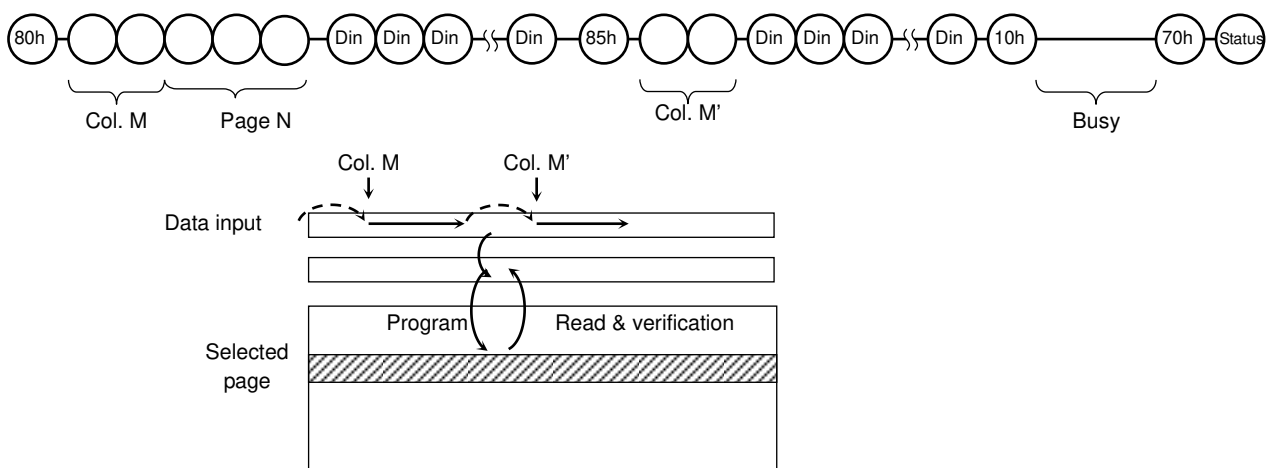 80h Din Din Din Din 85h Din Din Din Din 10h 70h Status
Col. M Page N Col. M’ Busy
Col. M Col. M’
Data input
Program Read & verification
Selected
page